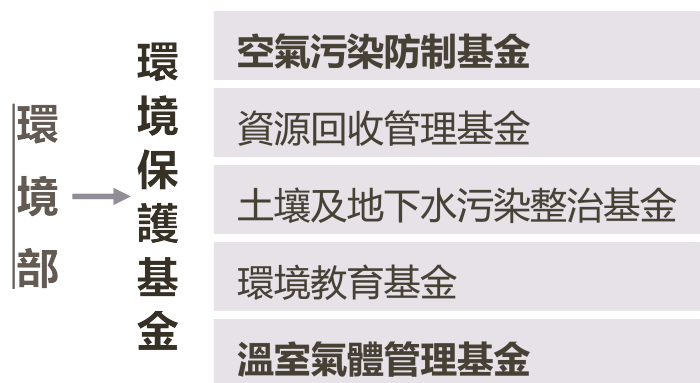 環境部
環境保護基金
空氣污染防制基金
資源回收管理基金
土壤及地下水污染整治基金
環境教育基金
溫室氣體管理基金